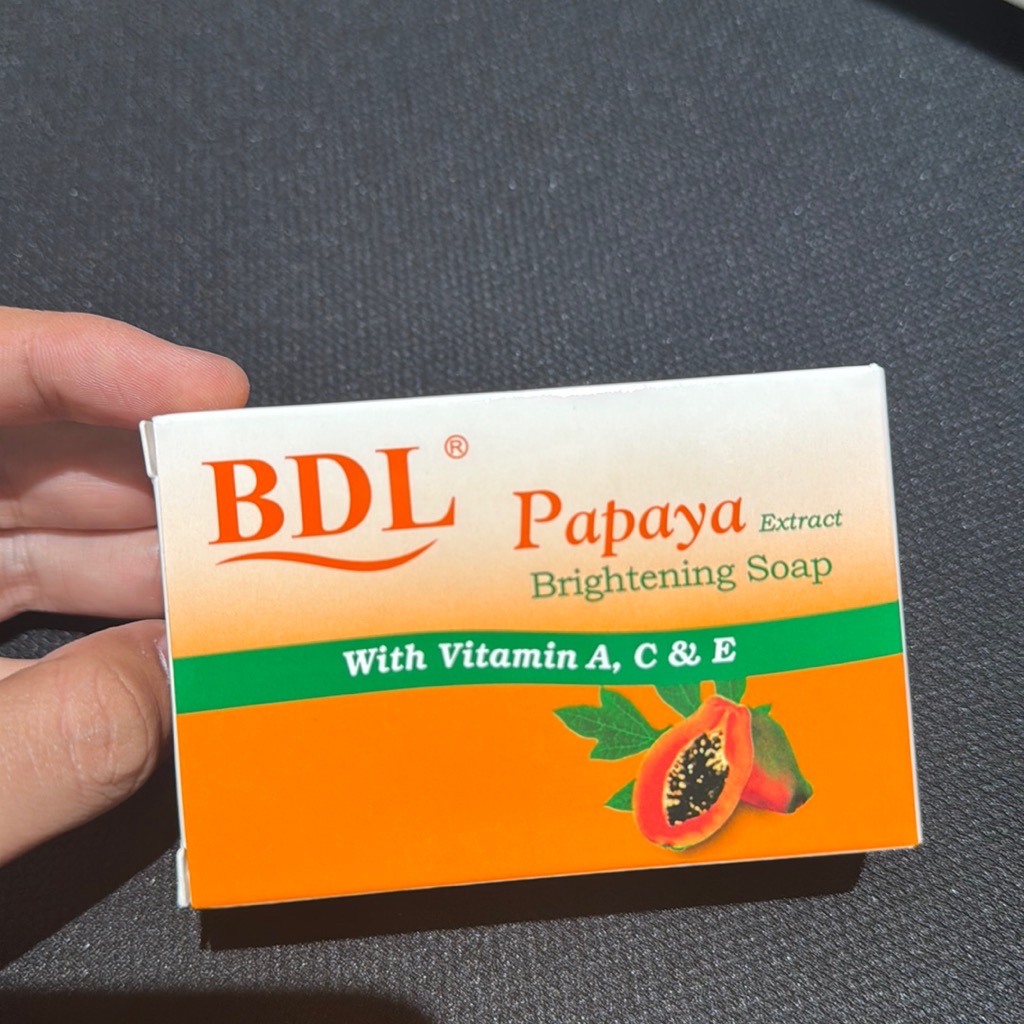 BDL®
Papaya Extract
Brightening Soap
With Vitamin A, C & E